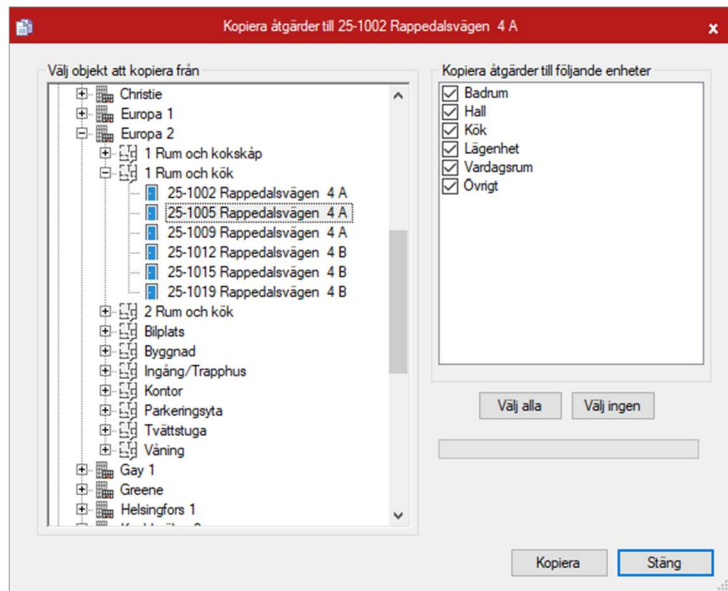 Kopiera åtgärder till 25-1002 Rappedalsvägen 4 A
x
Välj objekt att kopiera från
Christie
Europa 1
Europa 2
1 Rum och kokskåp
1 Rum och kök
25-1002 Rappedalsvägen 4 A
25-1005 Rappedalsvägen 4 A
25-1009 Rappedalsvägen 4 A
25-1012 Rappedalsvägen 4 B
25-1015 Rappedalsvägen 4 B
25-1019 Rappedalsvägen 4 B
2 Rum och kök
Bilplats
Byggnad
Ingång/Trapphus
Kontor
Parkeringsyta
Tvättstuga
Våning
Gay 1
Greene
Helsingfors 1
Kopiera åtgärder till följande enheter
Badrum
Hall
Kök
Lägenhet
Vardagsrum
Övrigt
Välj alla
Välj ingen
Kopiera
Stäng